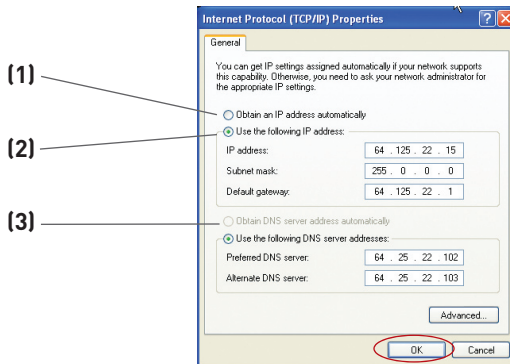 Internet Protocol (TCP/IP) Properties
General
You can get IP settings assigned automatically if your network supports
this capability. Otherwise, you need to ask your network administrator for
the appropriate IP settings.
(1)
Obtain an IP address automatically
(2)
Use the following IP address:
IP address: 64 . 125 . 22 . 15
Subnet mask: 255 . 0 . 0 . 0
Default gateway: 64 . 125 . 22 . 1
(3)
Obtain DNS server address automatically
Use the following DNS server addresses:
Preferred DNS server: 64 . 25 . 22 . 102
Alternate DNS server: 64 . 25 . 22 . 103
Advanced...
OK Cancel